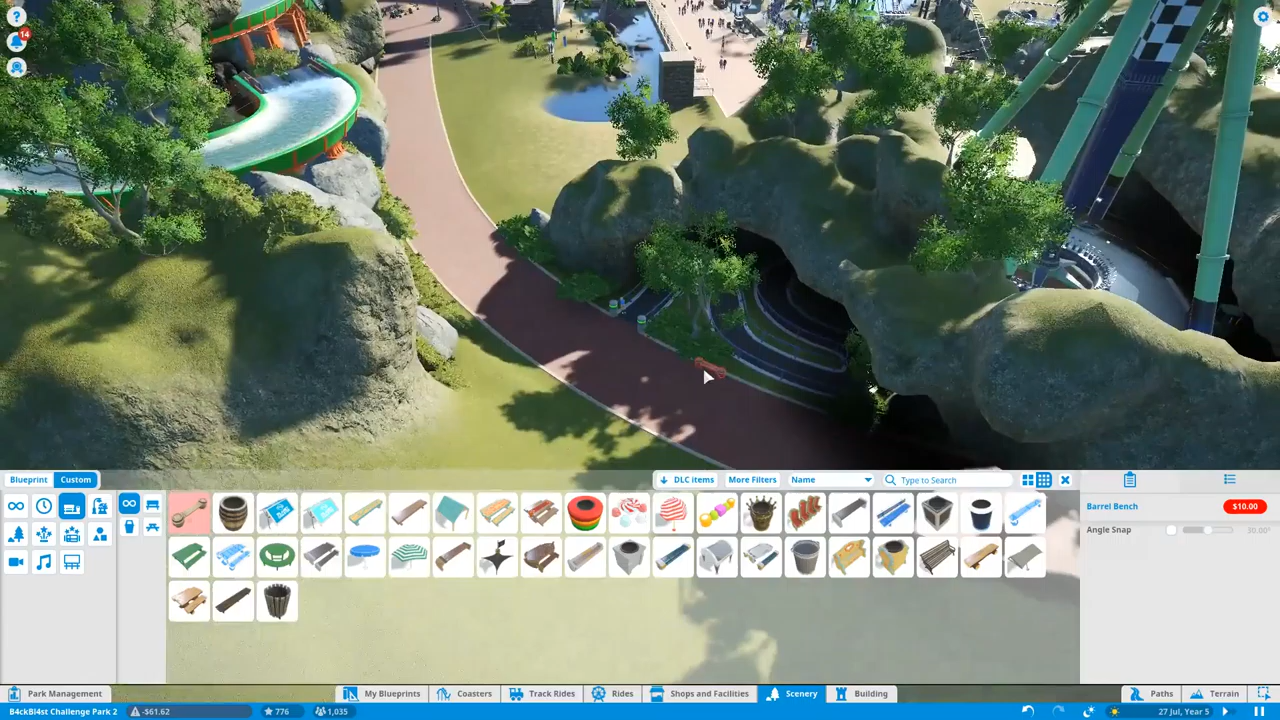 14
Blueprint
Custom
DLC items
More Filters
Name
Type to Search
Barrel Bench
$10.00
Angle Snap
30.00°
Park Management
My Blueprints
Coasters
Track Rides
Rides
Shops and Facilities
Scenery
Building
Paths
Terrain
B4ckBl4st Challenge Park 2
-$61.62
776
1,035
27 Jul, Year 5